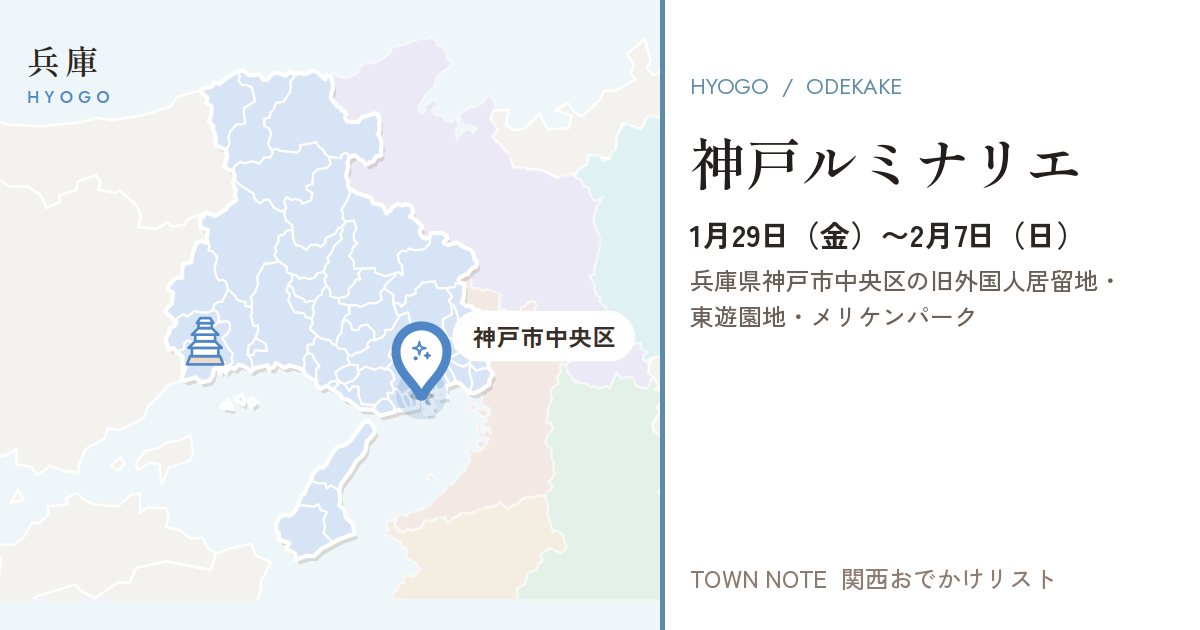 兵庫
HYOGO
神戸市中央区
HYOGO / ODEKAKE
神戸ルミナリエ
1月29日（金）〜2月7日（日）
兵庫県神戸市中央区の旧外国人居留地・
東遊園地・メリケンパーク
TOWN NOTE 関西おでかけリスト